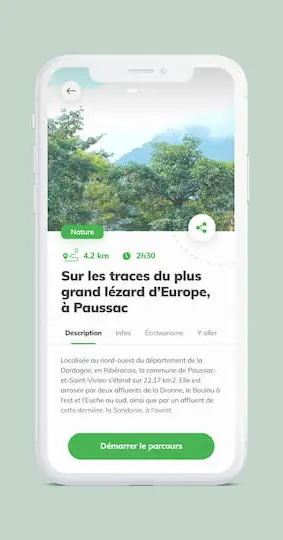 Nature
4.2 km 2h30
Sur les traces du plus
grand lézard d'Europe,
à Paussac
Description Infos Écotourisme Y aller
Localisée au nord-ouest du département de la
Dordogne, en Ribéracois, la commune de Paussac-
et-Saint-Vivien s'étend sur 22,17 km2. Elle est
arrosée par deux affluents de la Dronne, le Boulou à
l'est et l'Euche au sud, ainsi que par un affluent de
cette dernière, la Sandonie, à l'ouest.
Démarrer le parcours